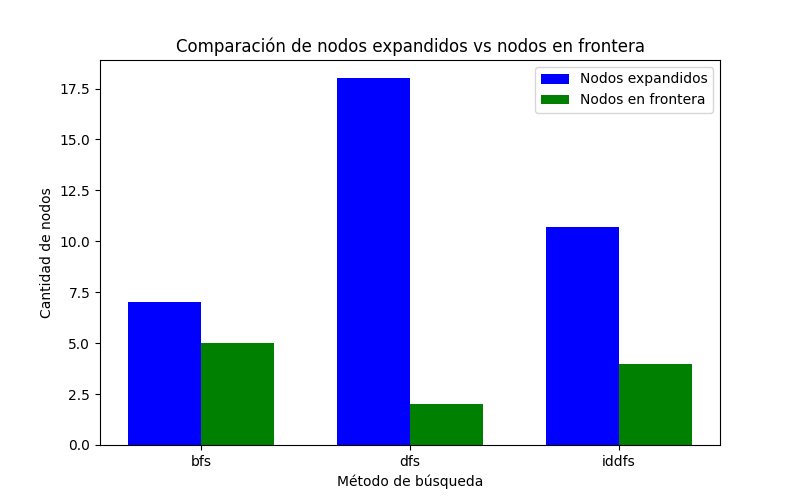 Comparación de nodos expandidos vs nodos en frontera
Nodos expandidos
Nodos en frontera
Cantidad de nodos
17.5
15.0
12.5
10.0
7.5
5.0
2.5
0.0
bfs
dfs
iddfs
Método de búsqueda